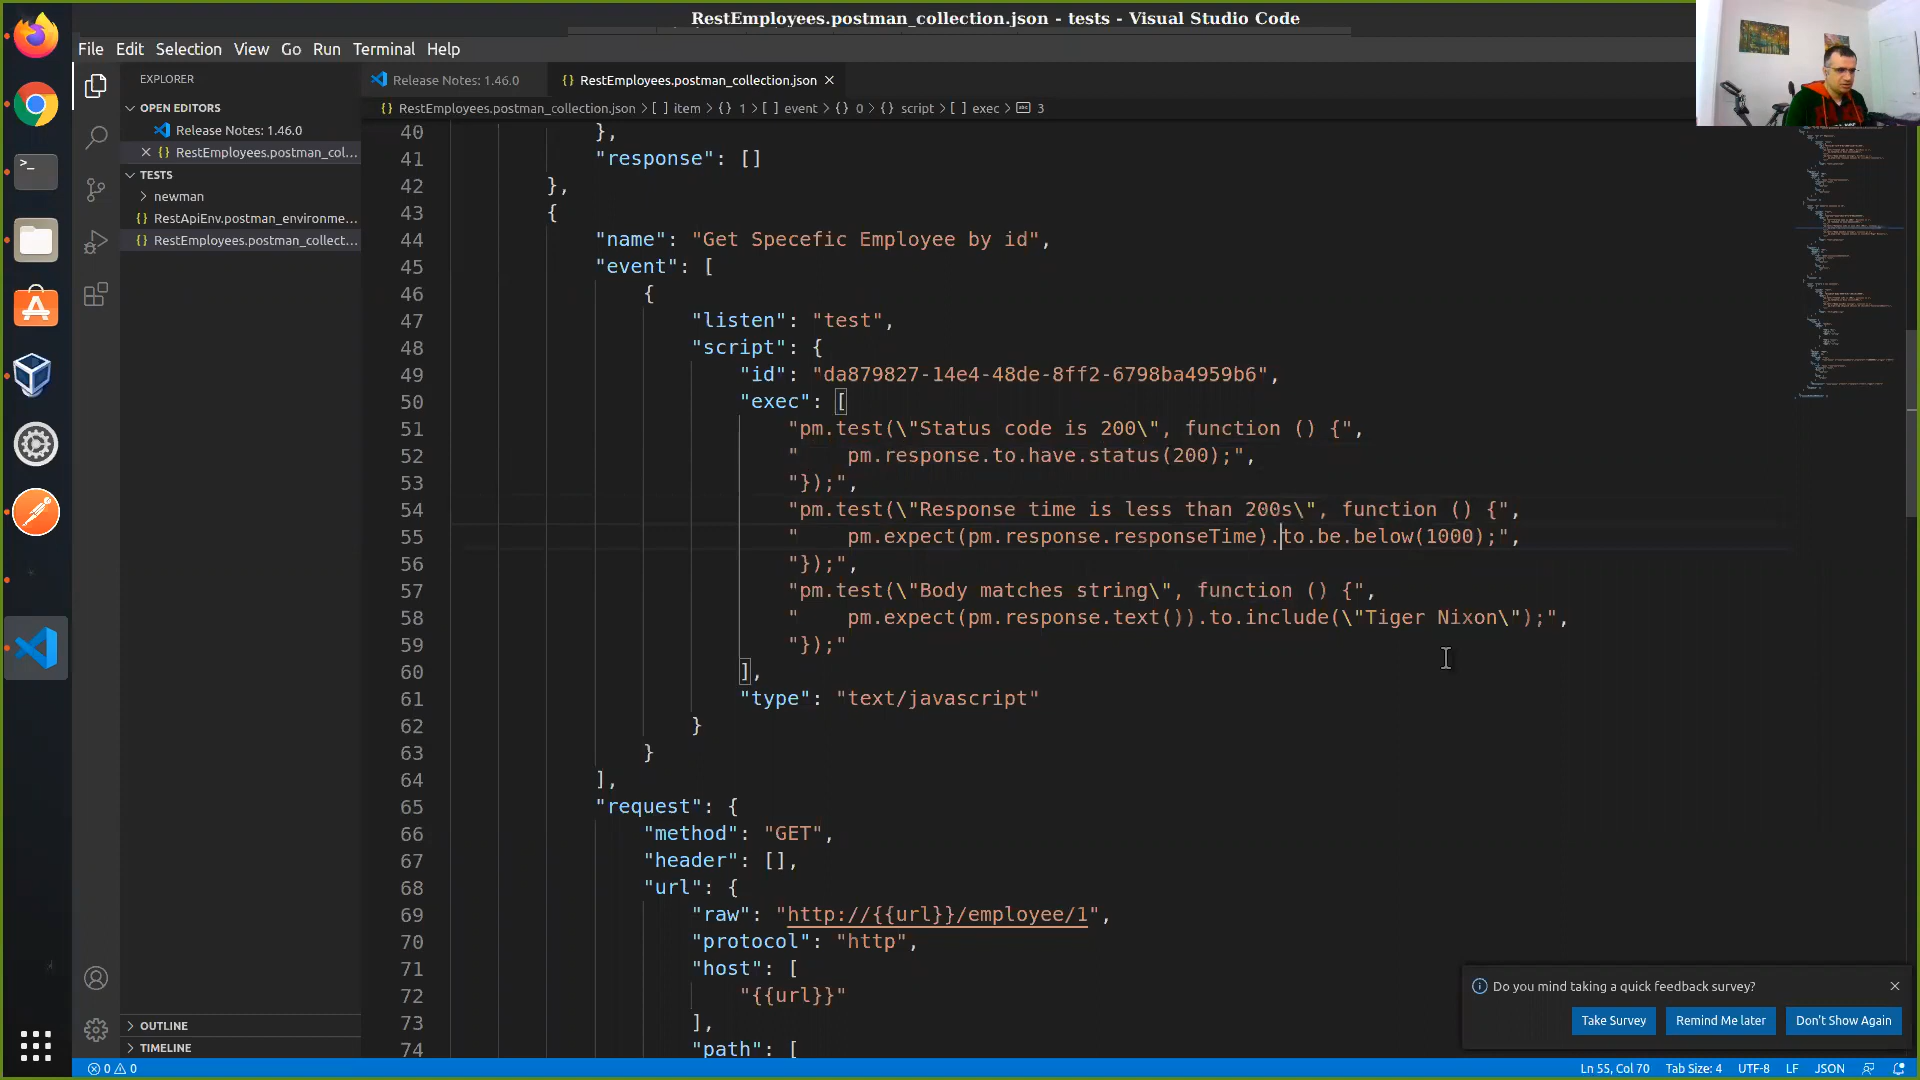 RestEmployees.postman_collection.json - tests - Visual Studio Code
File Edit Selection View Go Run Terminal Help
EXPLORER
OPEN EDITORS
Release Notes: 1.46.0
RestEmployees.postman_col...
TESTS
newman
RestApiEnv.postman_environme...
RestEmployees.postman_collect...
OUTLINE
TIMELINE
Release Notes: 1.46.0
{} RestEmployees.postman_collection.json
{} RestEmployees.postman_collection.json > [ ] item > {} 1 > [ ] event > {} 0 > {} script > [ ] exec > 3
40 },
41 "response": []
42 },
43 {
44 "name": "Get Specefic Employee by id",
45 "event": [
46 {
47 "listen": "test",
48 "script": {
49 "id": "da879827-14e4-48de-8ff2-6798ba4959b6",
50 "exec": [
51 "pm.test(\"Status code is 200\", function () {",
52 "    pm.response.to.have.status(200);",
53 "});",
54 "pm.test(\"Response time is less than 200s\", function () {",
55 "    pm.expect(pm.response.responseTime).to.be.below(1000);",
56 "});",
57 "pm.test(\"Body matches string\", function () {",
58 "    pm.expect(pm.response.text()).to.include(\"Tiger Nixon\");",
59 "});"
60 ],
61 "type": "text/javascript"
62 }
63 }
64 ],
65 "request": {
66 "method": "GET",
67 "header": [],
68 "url": {
69 "raw": "http://{{url}}/employee/1",
70 "protocol": "http",
71 "host": [
72 "{{url}}"
73 ],
74 "path": [
Do you mind taking a quick feedback survey?
Take Survey Remind Me later Don't Show Again
0 0 Ln 55, Col 70 Tab Size: 4 UTF-8 LF JSON